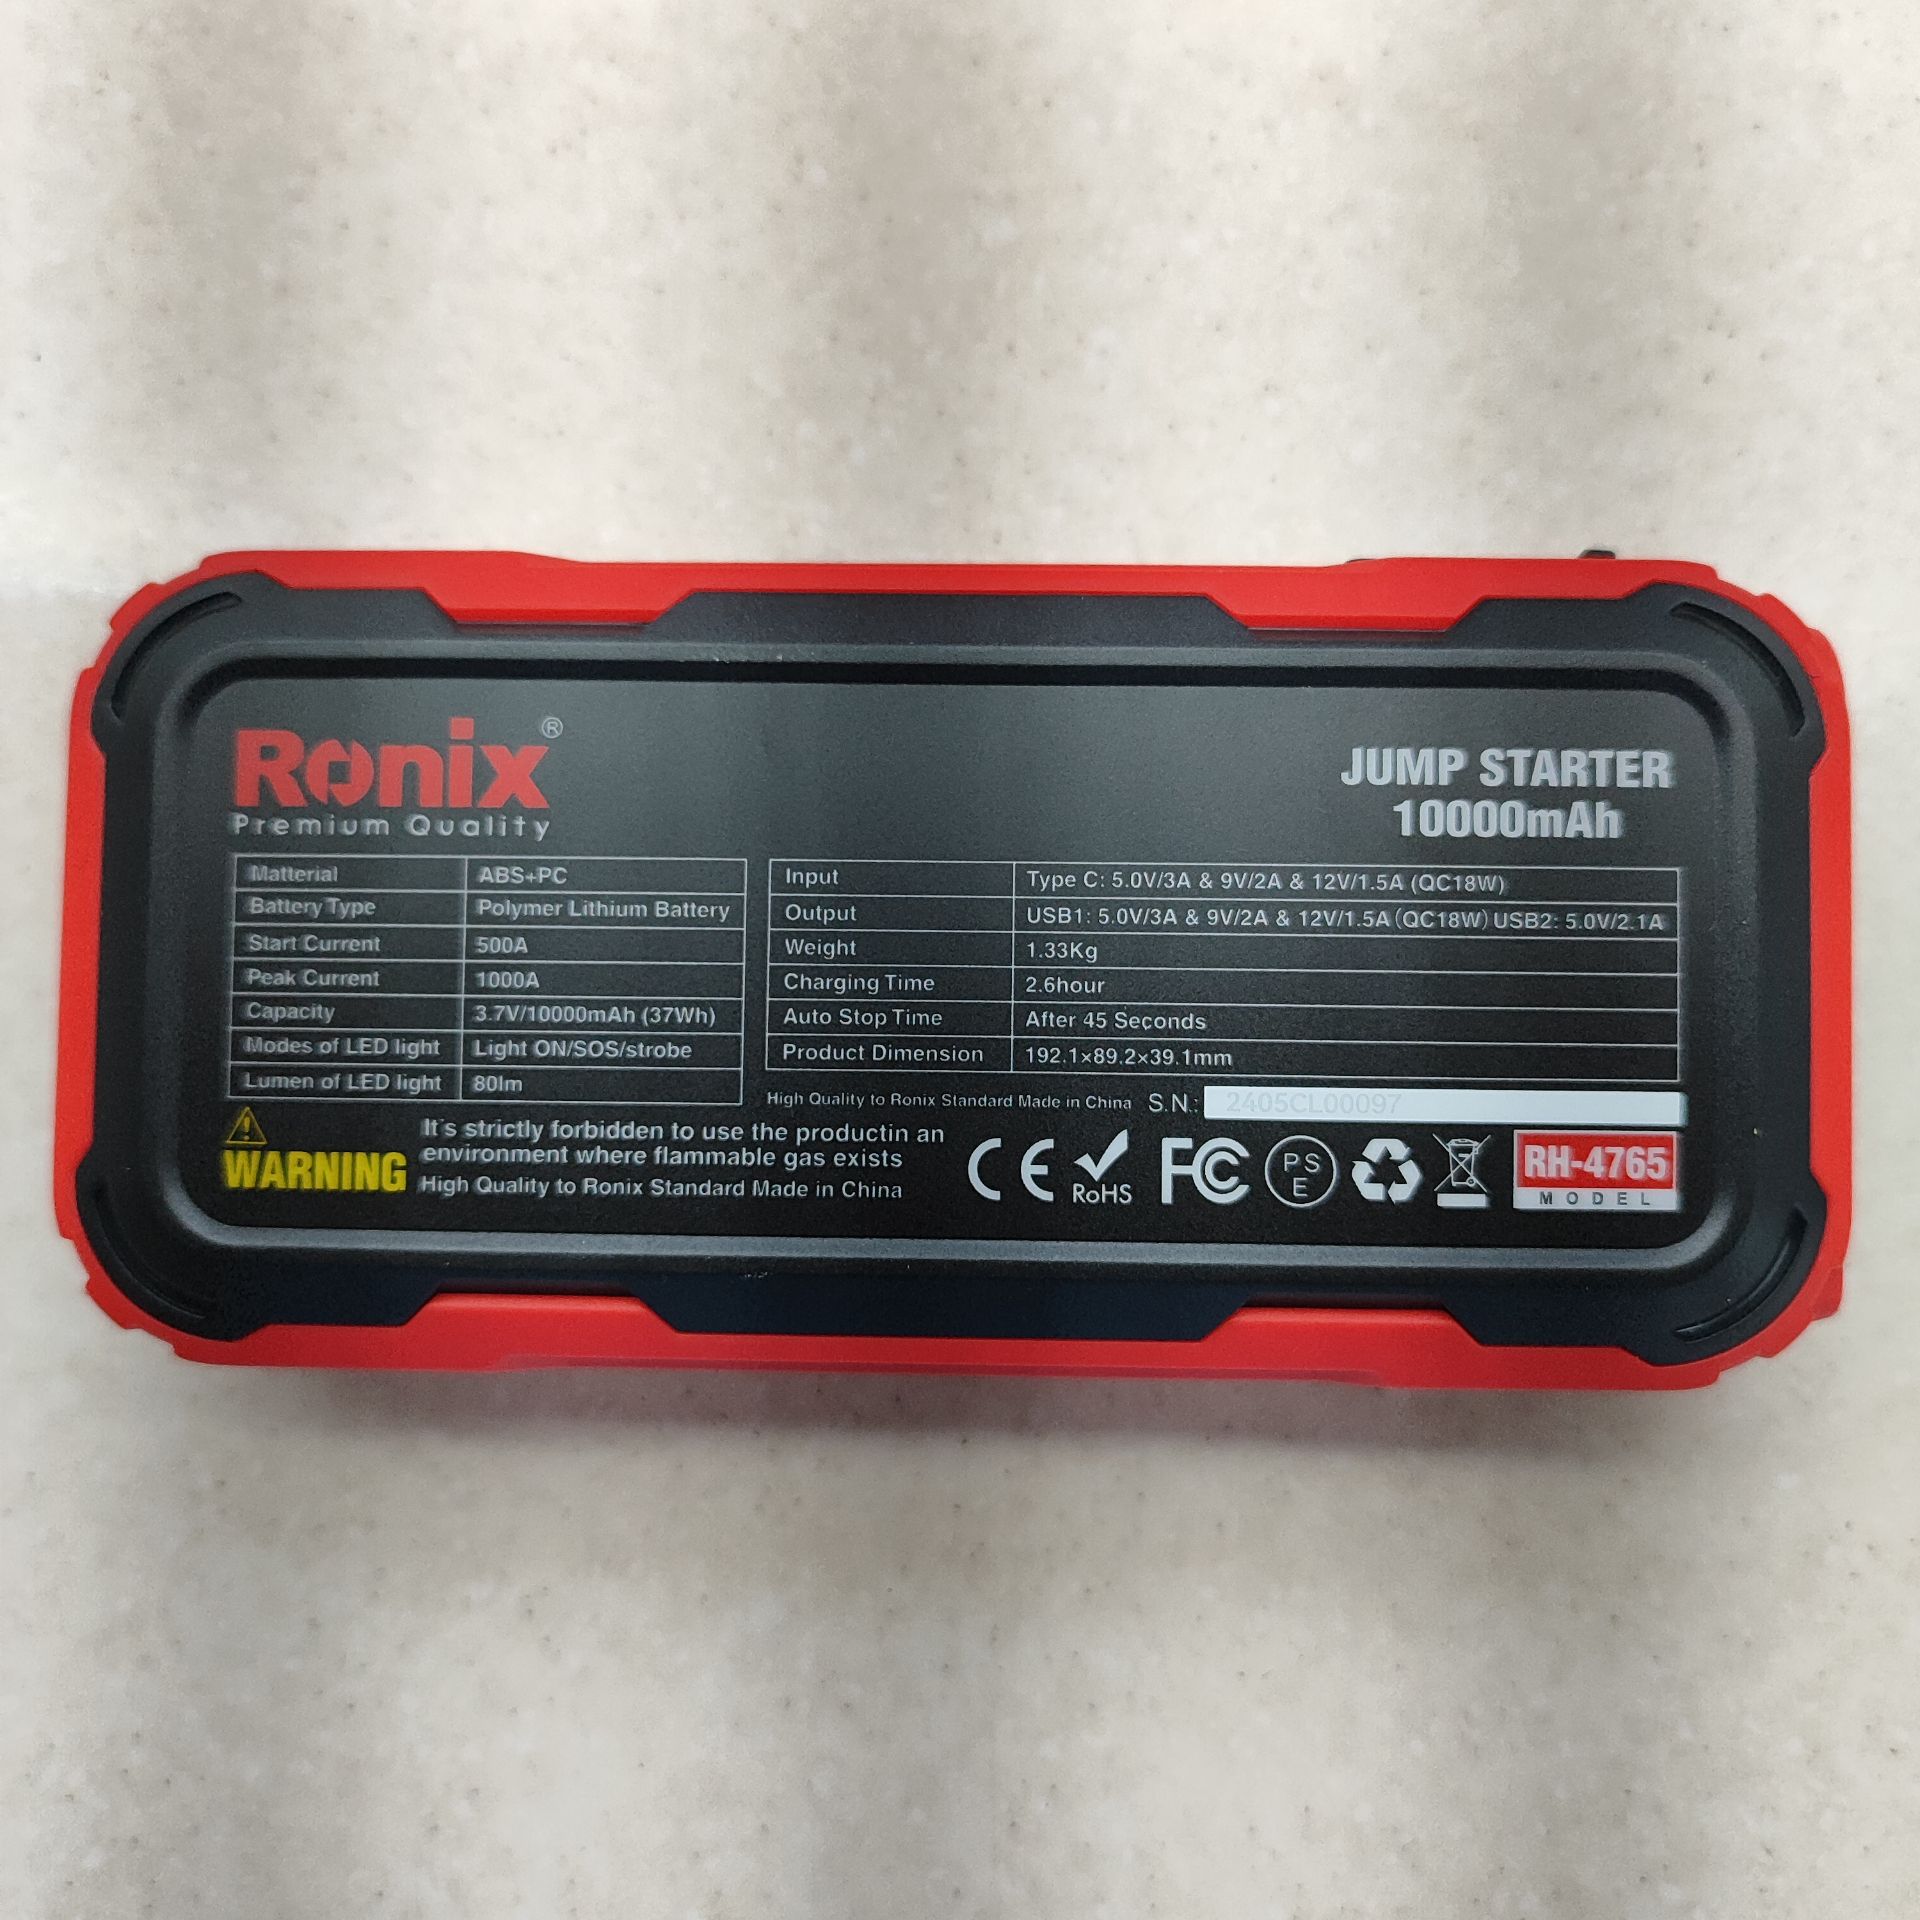 Ronix®
Premium Quality
JUMP STARTER
10000mAh
Matterial ABS+PC
Battery Type Polymer Lithium Battery
Start Current 500A
Peak Current 1000A
Capacity 3.7V/10000mAh (37Wh)
Modes of LED light Light ON/SOS/strobe
Lumen of LED light 80lm
Input Type C: 5.0V/3A & 9V/2A & 12V/1.5A (QC18W)
Output USB1: 5.0V/3A & 9V/2A & 12V/1.5A (QC18W) USB2: 5.0V/2.1A
Weight 1.33Kg
Charging Time 2.6hour
Auto Stop Time After 45 Seconds
Product Dimension 192.1×89.2×39.1mm
High Quality to Ronix Standard Made in China S.N.: 2405CL00097
WARNING
It's strictly forbidden to use the productin an
environment where flammable gas exists
High Quality to Ronix Standard Made in China
CE RoHS FC PSE
RH-4765
MODEL